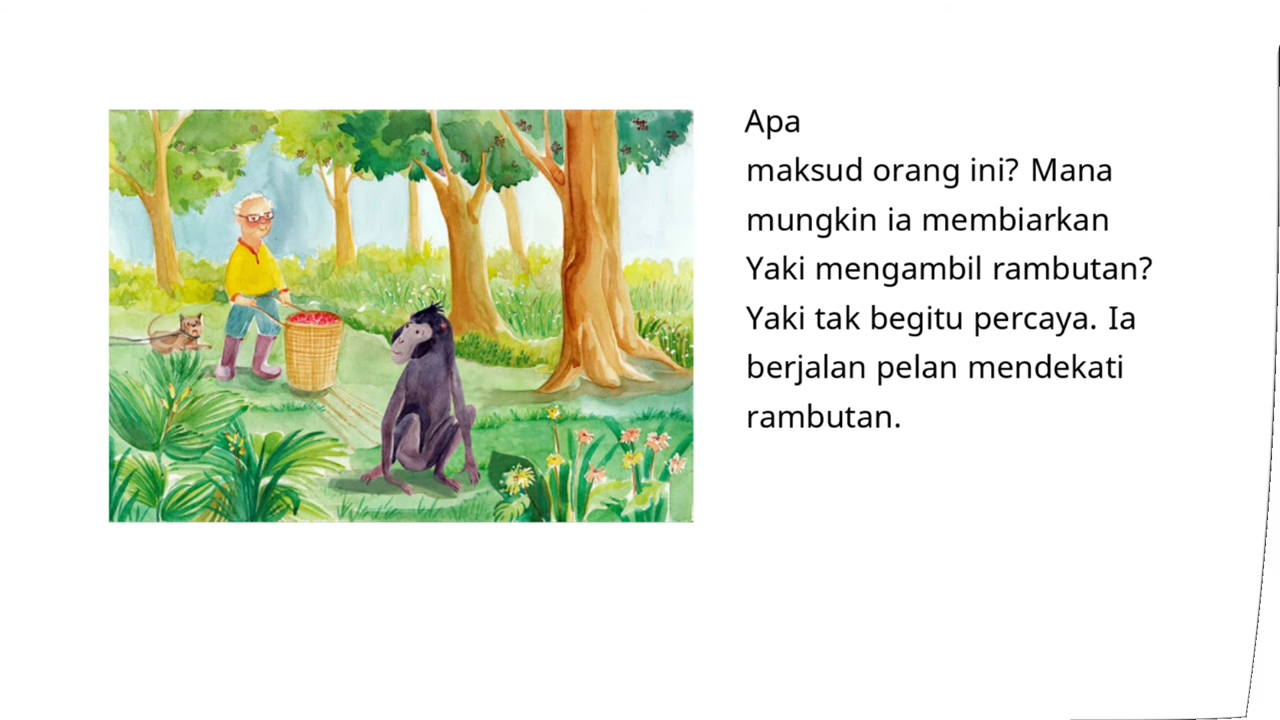 Apa
maksud orang ini? Mana
mungkin ia membiarkan
Yaki mengambil rambutan?
Yaki tak begitu percaya. Ia
berjalan pelan mendekati
rambutan.